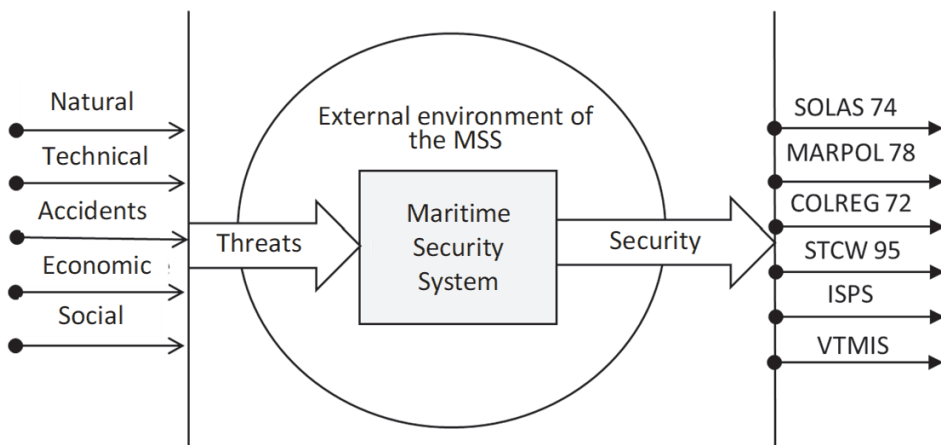 Natural
Technical
Accidents
Economic
Social
External environment of
the MSS
Threats
Maritime
Security
System
Security
SOLAS 74
MARPOL 78
COLREG 72
STCW 95
ISPS
VTMIS